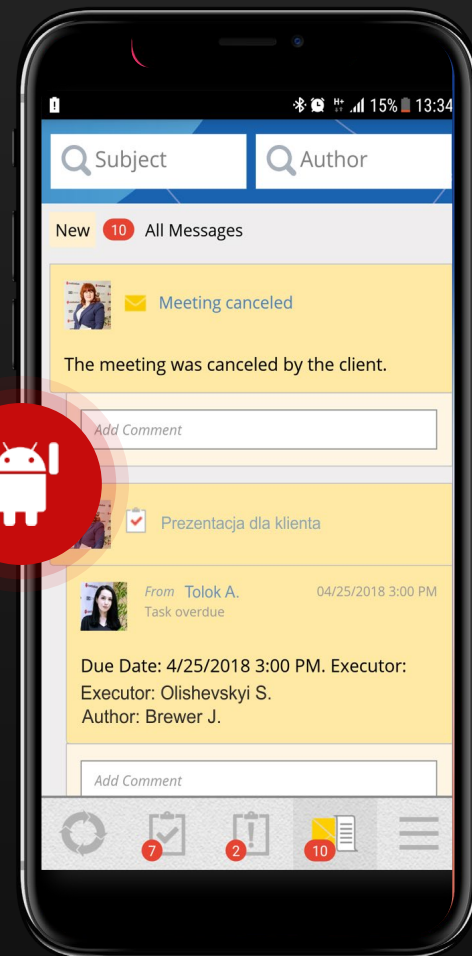 H+ 15% 13:34
Subject Author
New 10 All Messages
Meeting canceled
The meeting was canceled by the client.
Add Comment
Prezentacja dla klienta
From Tolok A. 04/25/2018 3:00 PM
Task overdue
Due Date: 4/25/2018 3:00 PM. Executor:
Executor: Olishevskyi S.
Author: Brewer J.
Add Comment
7 2 10